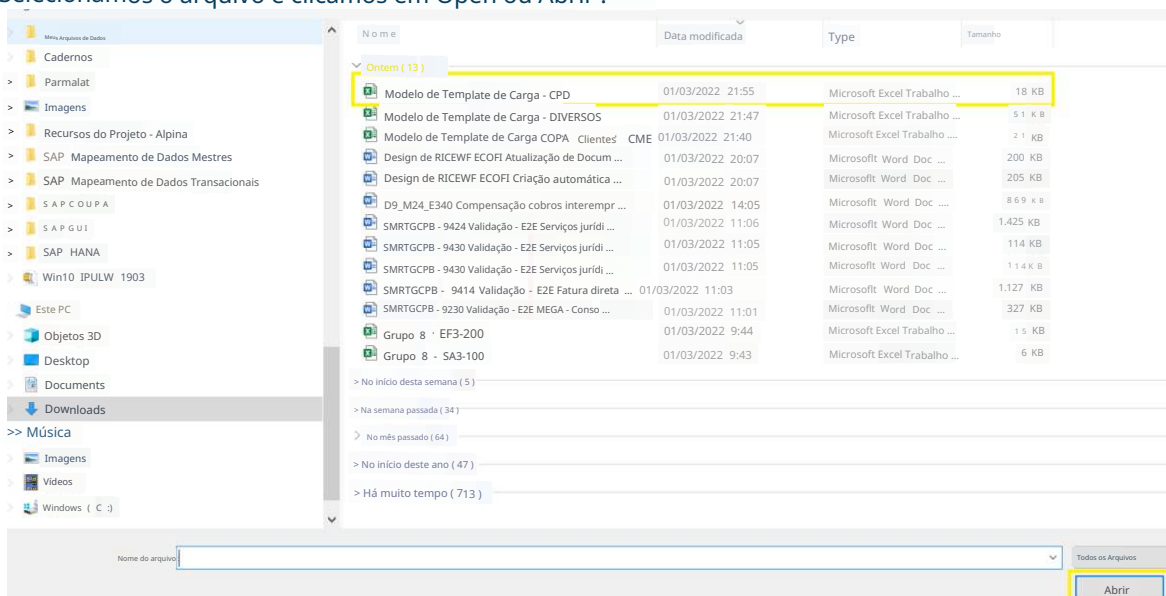 Selecionamos o arquivo e clicamos em Open ou Abrir .
Meus Arquivos de Dados
Cadernos
Parmalat
Imagens
Recursos do Projeto - Alpina
SAP Mapeamento de Dados Mestres
SAP Mapeamento de Dados Transacionais
SAPCOUPA
SAPGUI
SAP HANA
Win10 IPULW 1903
Este PC
Objetos 3D
Desktop
Documents
Downloads
>> Música
Imagens
Vídeos
Windows ( C :)
Nome Data modificada Type Tamanho
Ontem ( 13 )
Modelo de Template de Carga - CPD 01/03/2022 21:55 Microsoft Excel Trabalho ... 18 KB
Modelo de Template de Carga - DIVERSOS 01/03/2022 21:47 Microsoft Excel Trabalho ... 51 KB
Modelo de Template de Carga COPA Clientes CME 01/03/2022 21:40 Microsoft Excel Trabalho .... 21 KB
Design de RICEWF ECOFI Atualização de Docum ... 01/03/2022 20:07 Microsoflt Word Doc ... 200 KB
Design de RICEWF ECOFI Criação automática ... 01/03/2022 20:07 Microsoflt Word Doc ... 205 KB
D9_M24_E340 Compensação cobros interempr ... 01/03/2022 14:05 Microsoflt Word Doc .... 869 KB
SMRTGCPB - 9424 Validação - E2E Serviços jurídi ... 01/03/2022 11:06 Microsoflt Word Doc ... 1.425 KB
SMRTGCPB - 9430 Validação - E2E Serviços jurídi ... 01/03/2022 11:05 Microsoflt Word Doc ... 114 KB
SMRTGCPB - 9430 Validação - E2E Serviços jurídi ... 01/03/2022 11:05 Microsoflt Word Doc ... 114KB
SMRTGCPB - 9414 Validação - E2E Fatura direta ... 01/03/2022 11:03 Microsoflt Word Doc ... 1.127 KB
SMRTGCPB - 9230 Validação - E2E MEGA - Conso ... 01/03/2022 11:01 Microsoflt Word Doc ... 327 KB
Grupo 8 · EF3-200 01/03/2022 9:44 Microsoft Excel Trabalho .... 15 KB
Grupo 8 - SA3-100 01/03/2022 9:43 Microsoft Excel Trabalho ... 6 KB
> No início desta semana ( 5 )
> Na semana passada ( 34 )
No mês passado ( 64 )
> No início deste ano ( 47 )
> Há muito tempo ( 713 )
Nome do arquivo:
Todos os Arquivos
Abrir